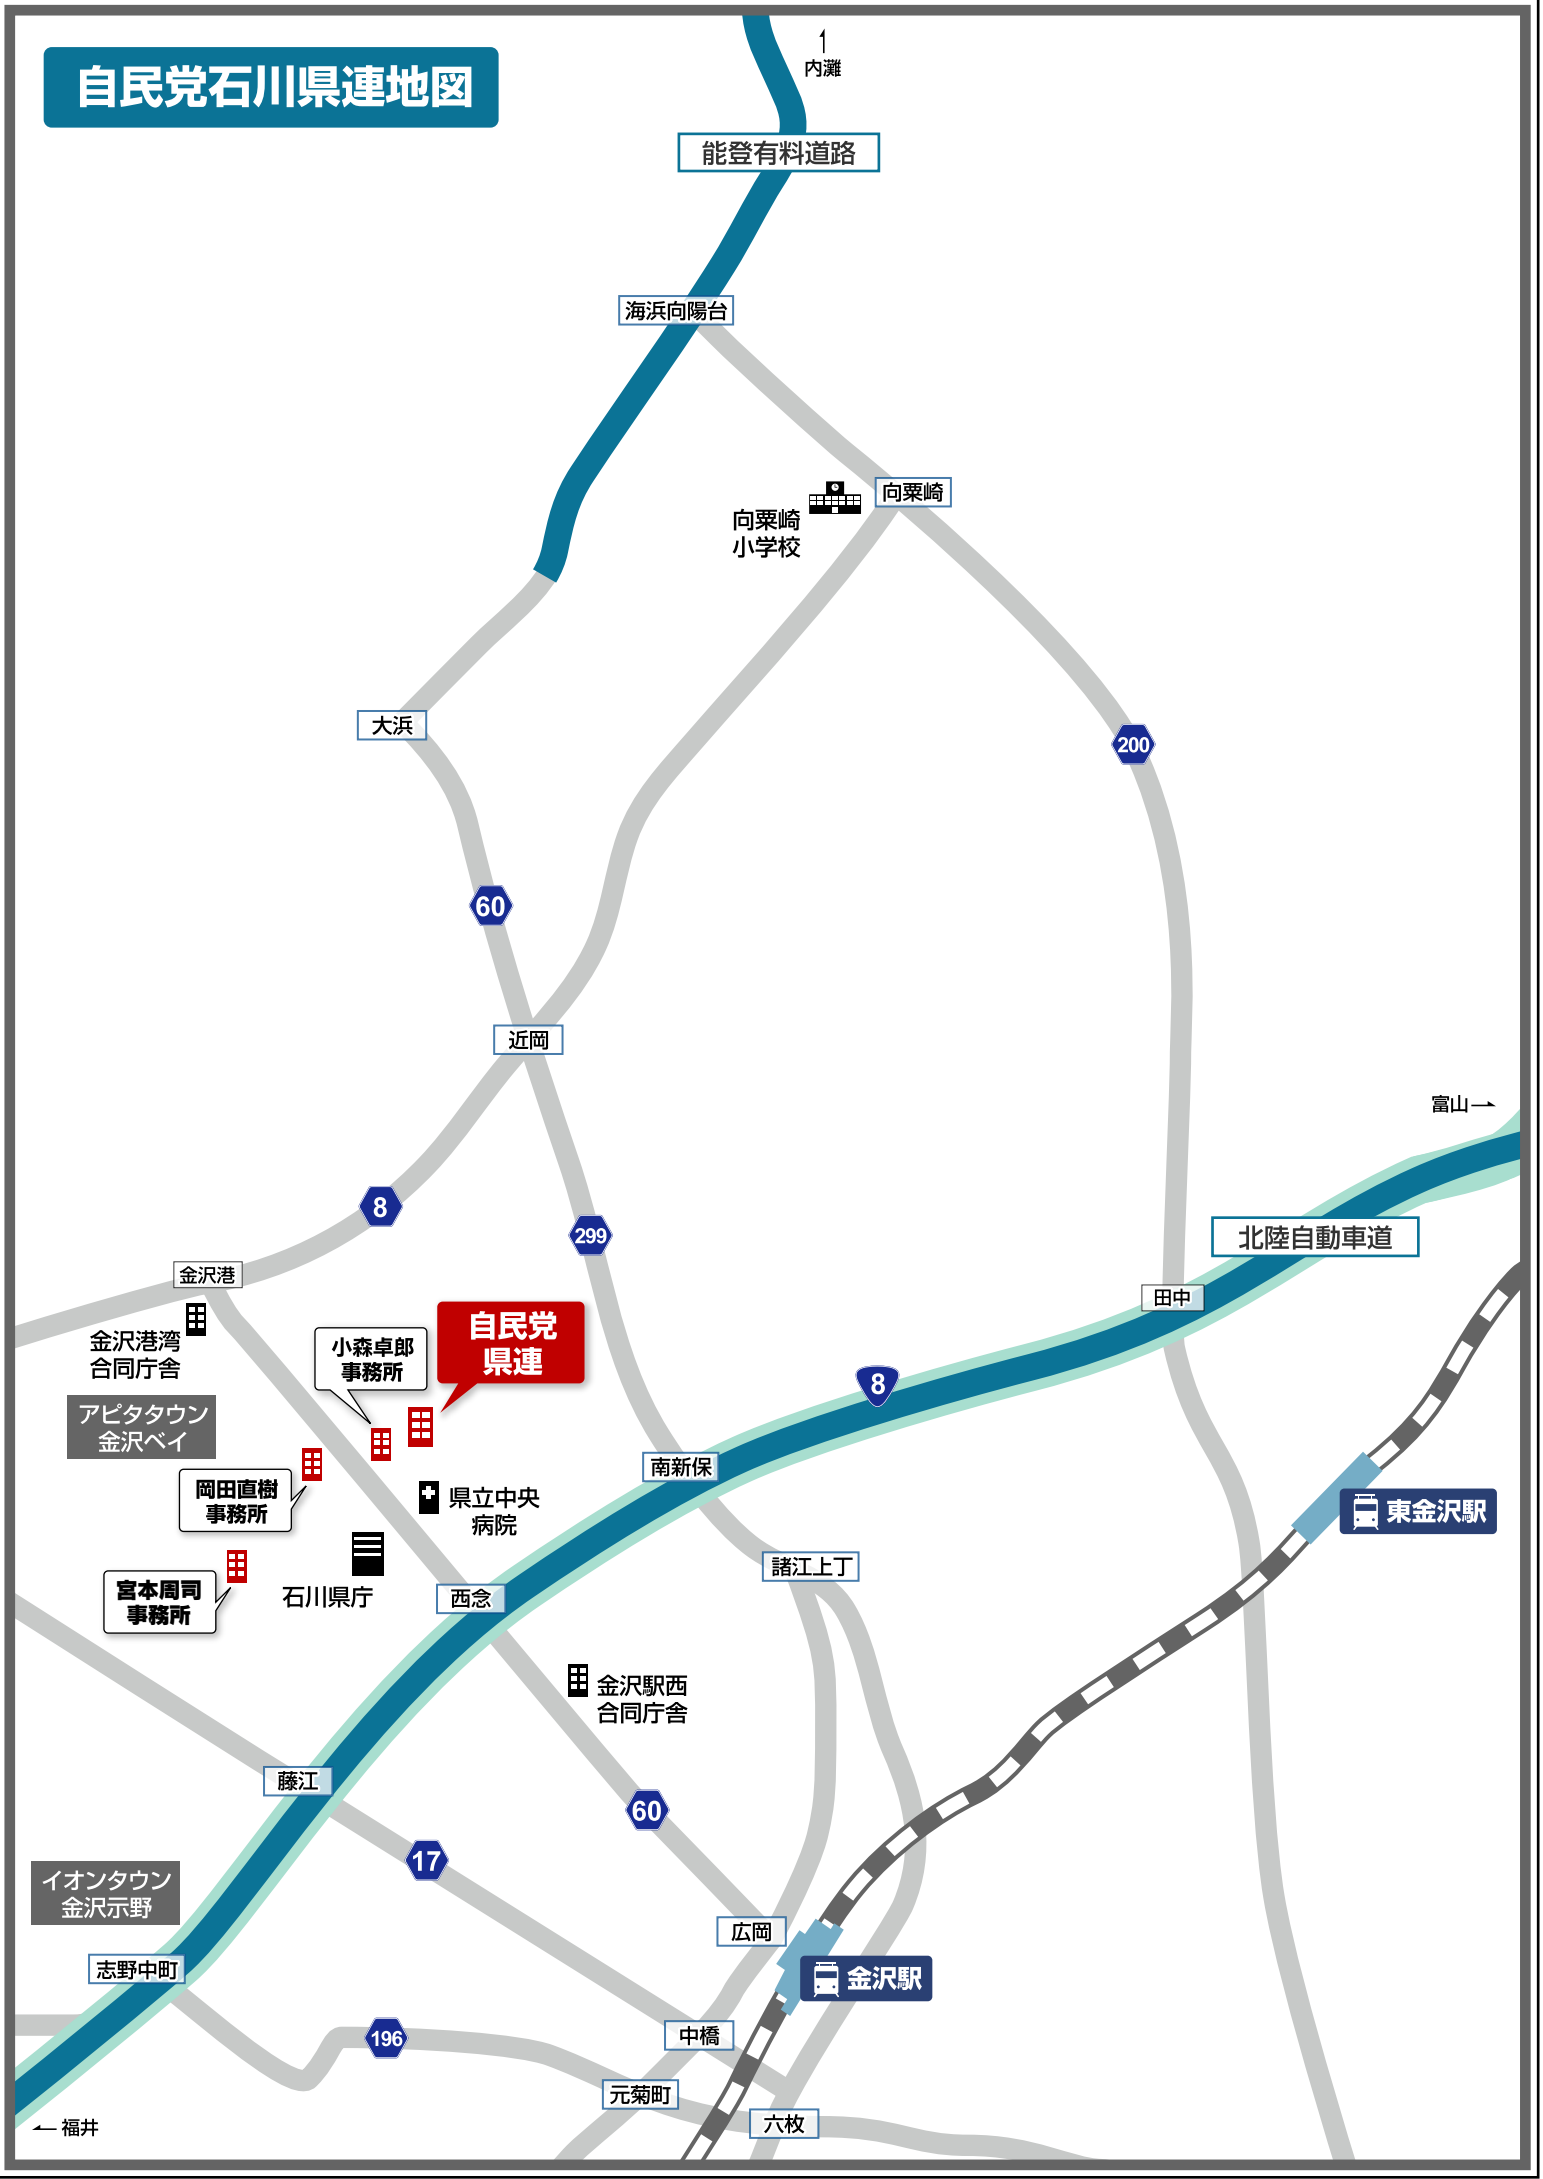 自民党石川県連地図
内灘
能登有料道路
海浜向陽台
向粟崎
向粟崎
小学校
大浜
200
60
近岡
富山
8
299
北陸自動車道
金沢港
田中
金沢港湾
合同庁舎
小森卓郎
事務所
自民党
県連
8
アピタタウン
金沢ベイ
南新保
岡田直樹
事務所
県立中央
病院
東金沢駅
諸江上丁
宮本周司
事務所
石川県庁
西念
金沢駅西
合同庁舎
藤江
60
17
イオンタウン
金沢示野
広岡
志野中町
金沢駅
196
中橋
元菊町
六枚
福井